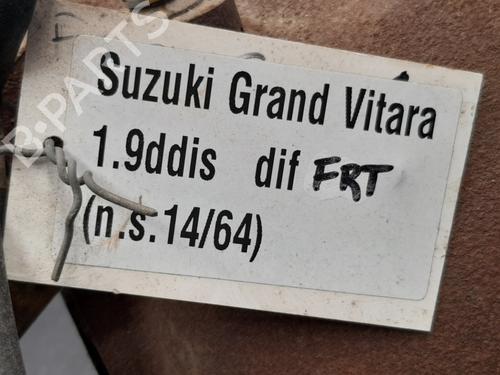 Suzuki Grand Vitara
1.9ddis dif FRT
(n.s.14/64)
B-PARTS